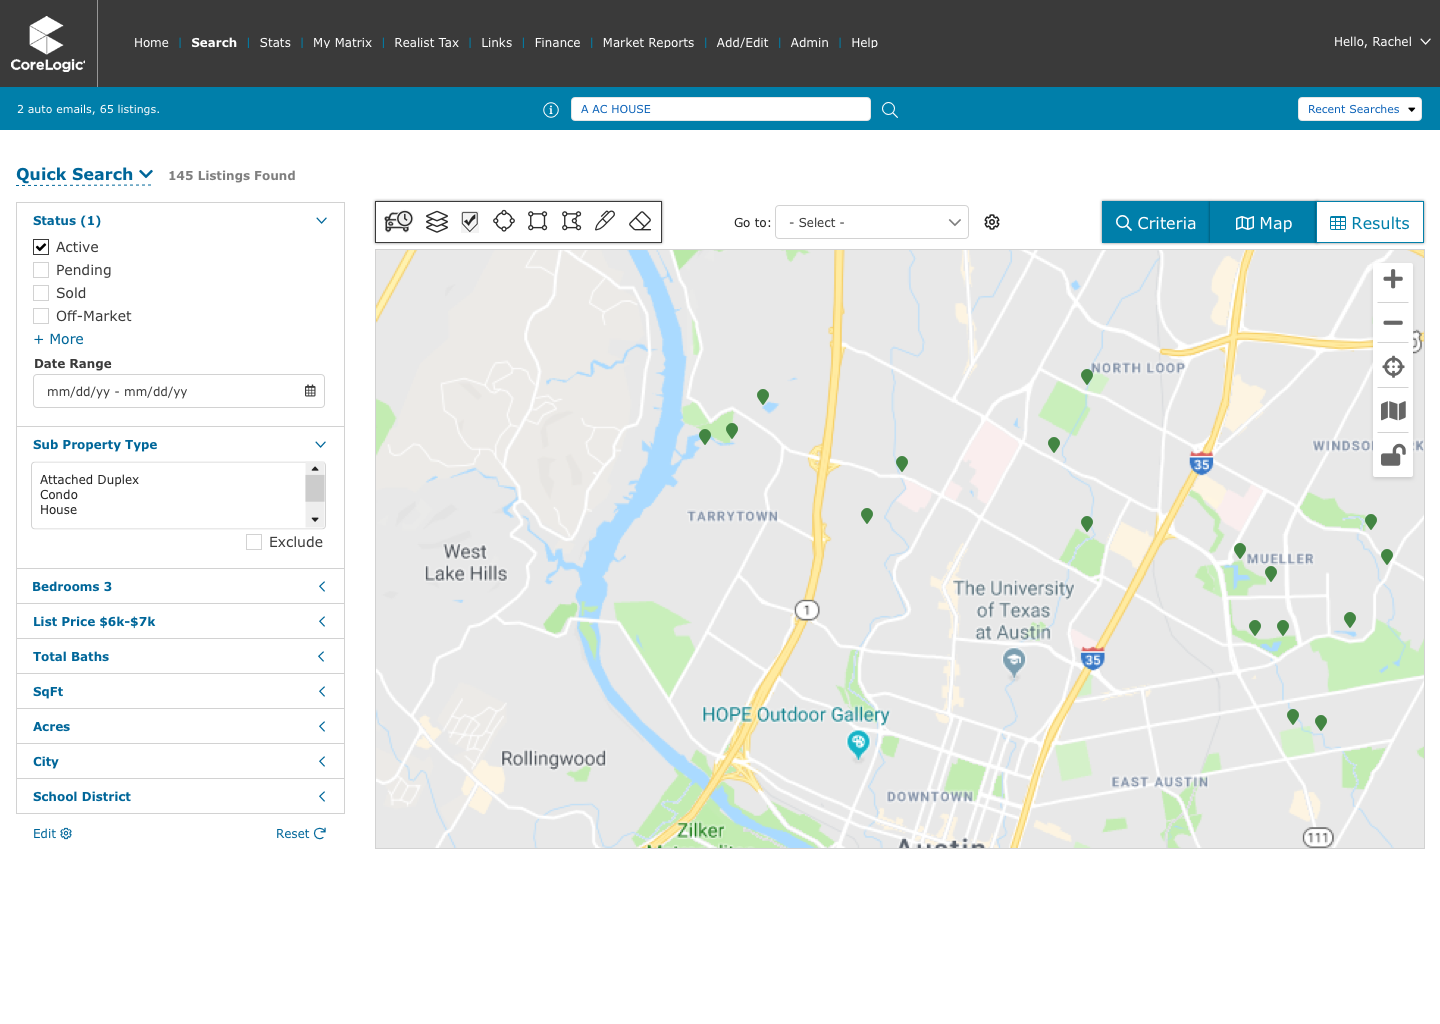 CoreLogic
Home | Search | Stats | My Matrix | Realist Tax | Links | Finance | Market Reports | Add/Edit | Admin | Help
Hello, Rachel
2 auto emails, 65 listings.
A AC HOUSE
Recent Searches
Quick Search
145 Listings Found
Status (1)
Active
Pending
Sold
Off-Market
+ More
Date Range
mm/dd/yy - mm/dd/yy
Sub Property Type
Attached Duplex
Condo
House
Exclude
Bedrooms 3
List Price $6k-$7k
Total Baths
SqFt
Acres
City
School District
Edit
Reset
Go to:
- Select -
Criteria
Map
Results
NORTH LOOP
35
TARRYTOWN
West
Lake Hills
MUELLER
The University
of Texas
at Austin
1
35
HOPE Outdoor Gallery
Rollingwood
EAST AUSTIN
DOWNTOWN
Zilker
Austin
111